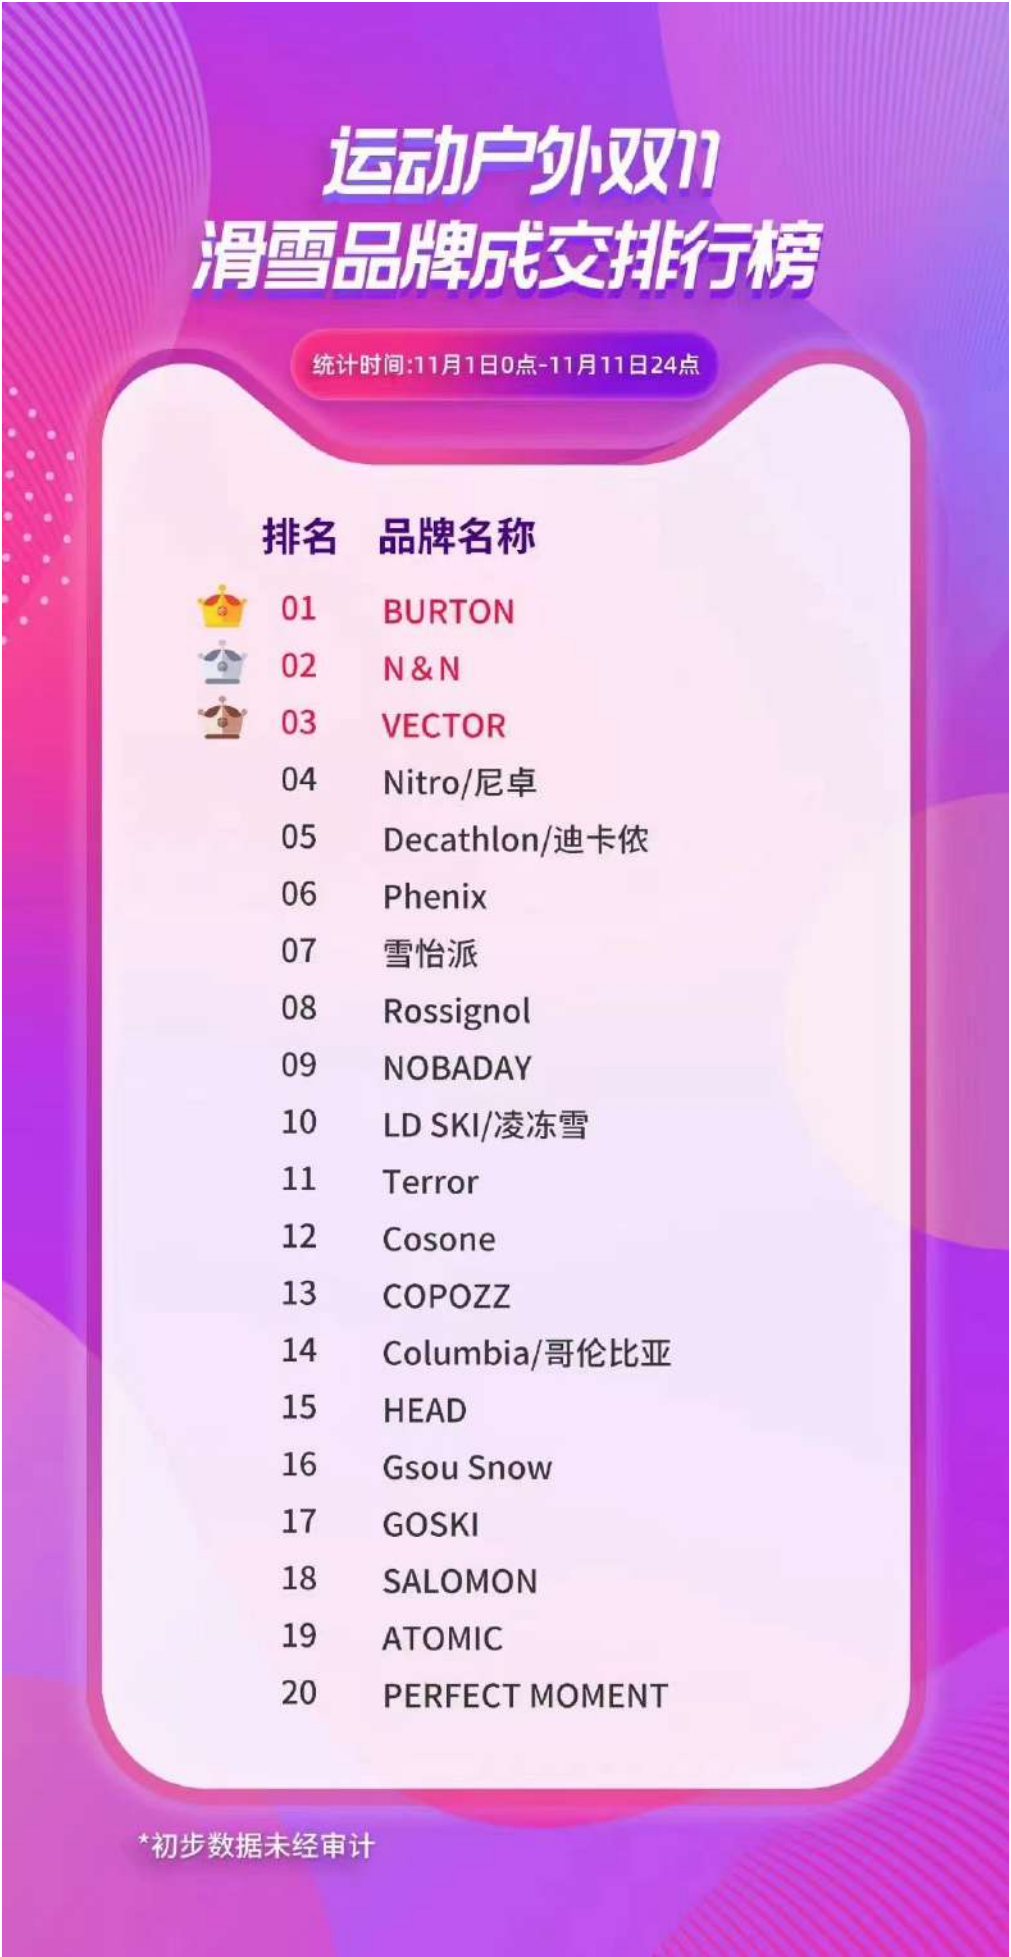 运动户外双11
滑雪品牌成交排行榜
统计时间:11月1日0点-11月11日24点
排名 品牌名称
01 BURTON
02 N&N
03 VECTOR
04 Nitro/尼卓
05 Decathlon/迪卡侬
06 Phenix
07 雪怡派
08 Rossignol
09 NOBADAY
10 LD SKI/凌冻雪
11 Terror
12 Cosone
13 COPOZZ
14 Columbia/哥伦比亚
15 HEAD
16 Gsou Snow
17 GOSKI
18 SALOMON
19 ATOMIC
20 PERFECT MOMENT
*初步数据未经审计